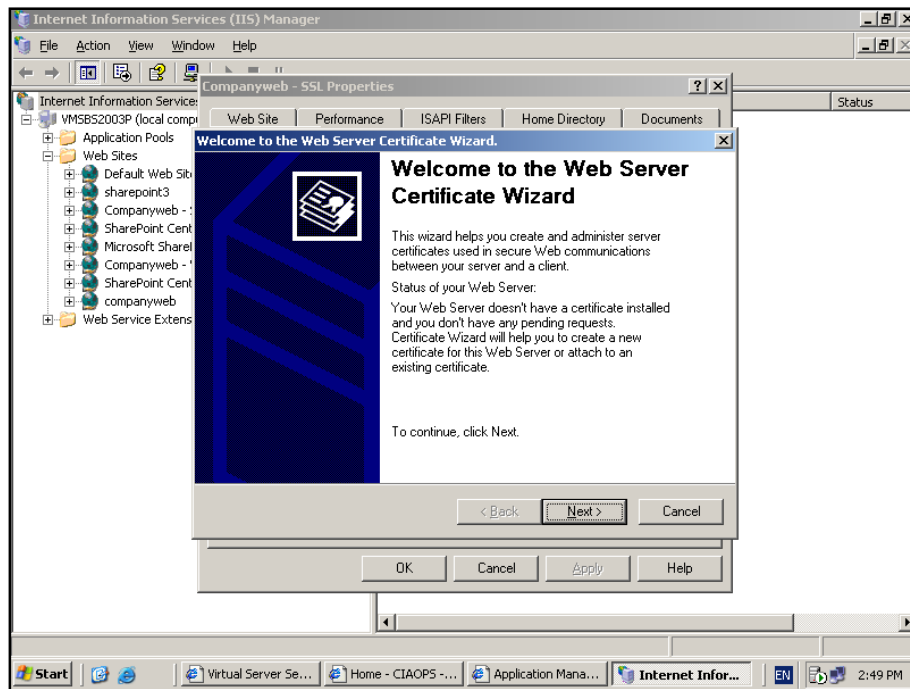 Internet Information Services (IIS) Manager
File Action View Window Help
Companyweb - SSL Properties
Internet Information Service
Status
VMSBS2003P (local compu
Web Site Performance ISAPI Filters Home Directory Documents
Application Pools
Welcome to the Web Server Certificate Wizard.
Web Sites
Default Web Sit
sharepoint3
Companyweb -
SharePoint Cent
Microsoft Sharel
Companyweb - '
SharePoint Cent
companyweb
Web Service Extens
Welcome to the Web Server
Certificate Wizard
This wizard helps you create and administer server
certificates used in secure Web communications
between your server and a client.
Status of your Web Server:
Your Web Server doesn't have a certificate installed
and you don't have any pending requests.
Certificate Wizard will help you to create a new
certificate for this Web Server or attach to an
existing certificate.
To continue, click Next.
< Back Next > Cancel
OK Cancel Apply Help
Start Virtual Server Se... Home - CIAOPS -... Application Mana... Internet Infor... EN 2:49 PM